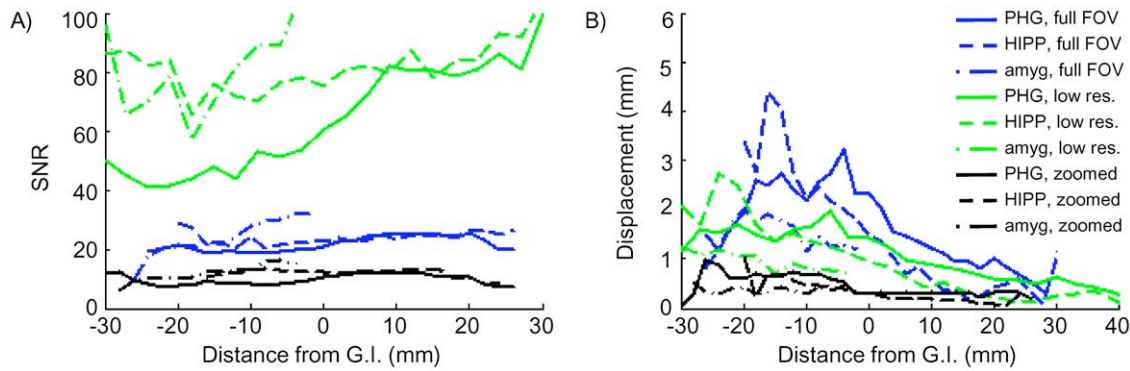 A)
100
80
60
40
20
0
SNR
-30 -20 -10 0 10 20 30
Distance from G.I. (mm)
B)
6
5
4
3
2
1
0
Displacement (mm)
-30 -20 -10 0 10 20 30 40
Distance from G.I. (mm)
PHG, full FOV
HIPP, full FOV
amyg, full FOV
PHG, low res.
HIPP, low res.
amyg, low res.
PHG, zoomed
HIPP, zoomed
amyg, zoomed